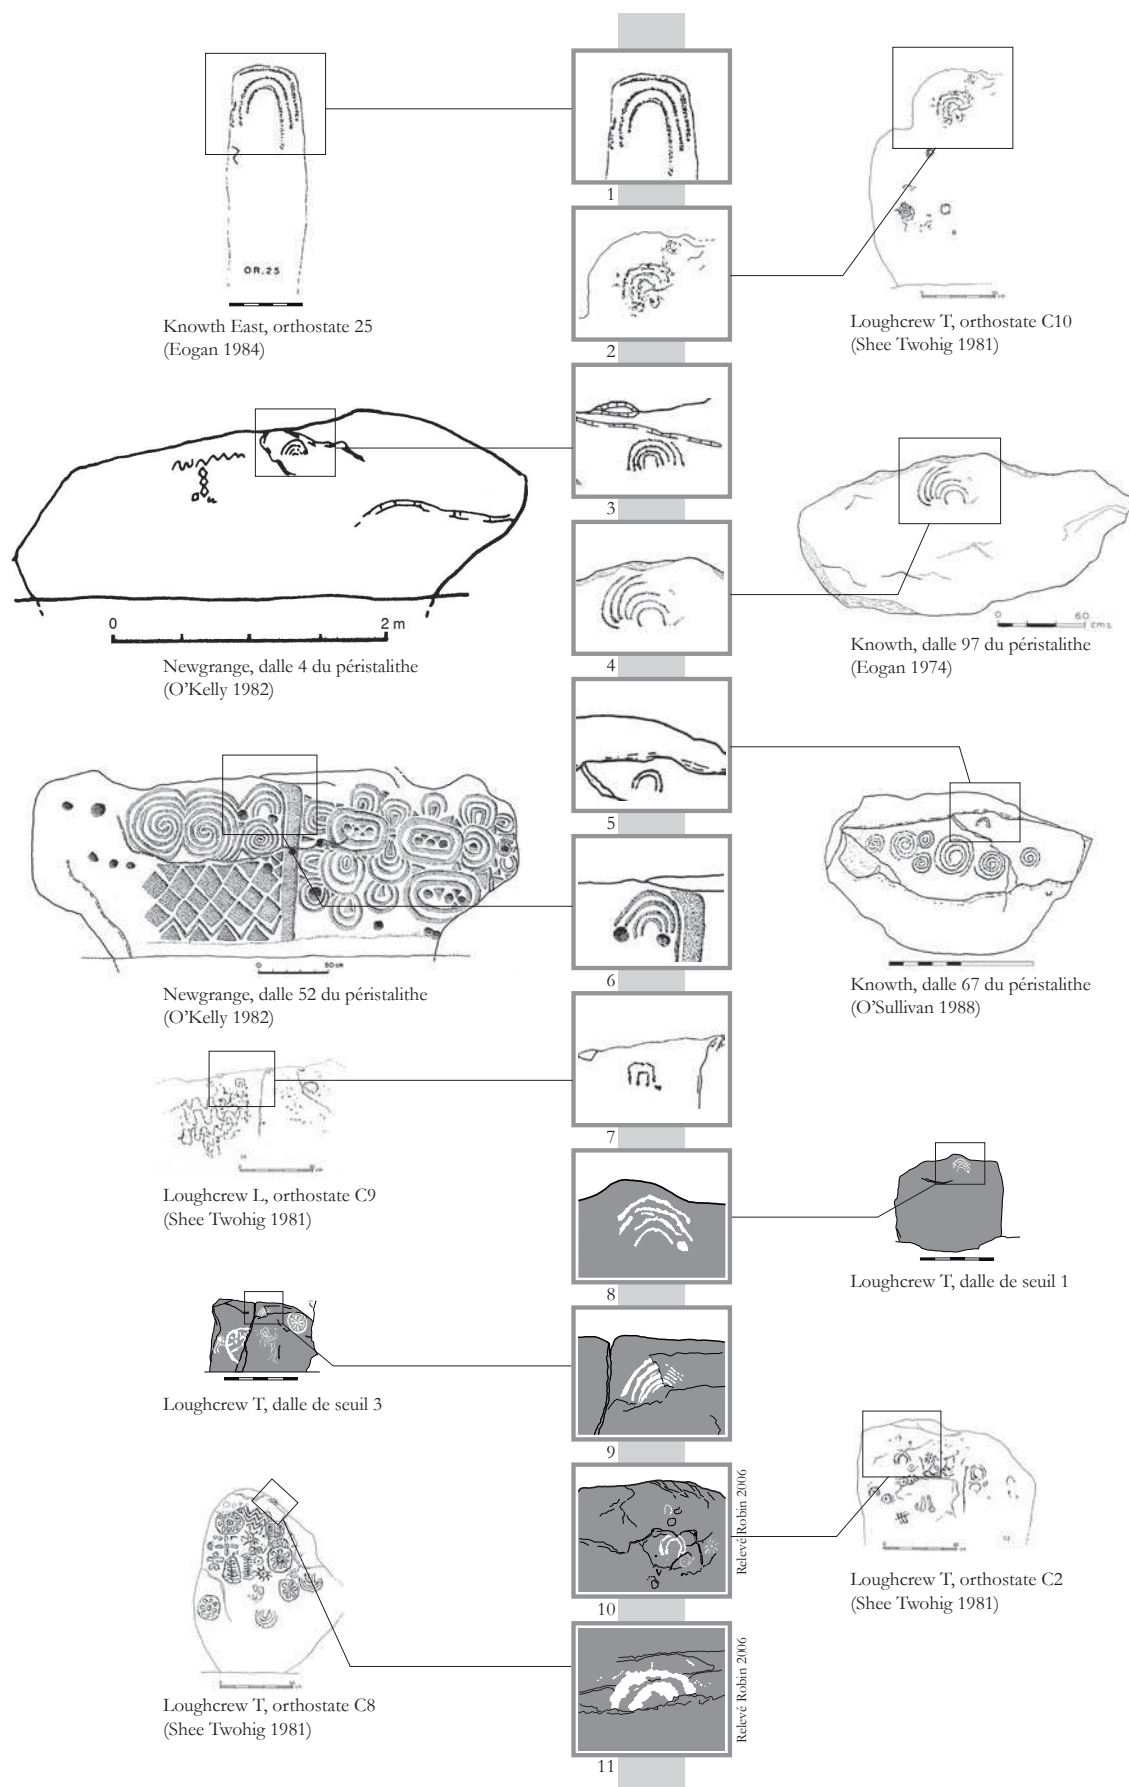 OR.25
Knowth East, orthostate 25
(Eogan 1984)
1
Loughcrew T, orthostate C10
(Shee Twohig 1981)
2
0
2 m
Newgrange, dalle 4 du péristalithe
(O'Kelly 1982)
3
0
60
cms
Knowth, dalle 97 du péristalithe
(Eogan 1974)
4
0
50 cm
Newgrange, dalle 52 du péristalithe
(O'Kelly 1982)
5
6
Knowth, dalle 67 du péristalithe
(O'Sullivan 1988)
Loughcrew L, orthostate C9
(Shee Twohig 1981)
7
Loughcrew T, dalle de seuil 1
8
Loughcrew T, dalle de seuil 3
9
Relevé Robin 2006
10
Loughcrew T, orthostate C2
(Shee Twohig 1981)
Loughcrew T, orthostate C8
(Shee Twohig 1981)
Relevé Robin 2006
11